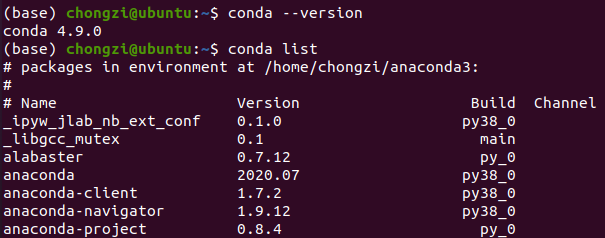 (base) chongzi@ubuntu:~$ conda --version
conda 4.9.0
(base) chongzi@ubuntu:~$ conda list
# packages in environment at /home/chongzi/anaconda3:
#
# Name                    Version                   Build  Channel
_ipyw_jlab_nb_ext_conf    0.1.0                    py38_0
_libgcc_mutex             0.1                        main
alabaster                 0.7.12                     py_0
anaconda                  2020.07                  py38_0
anaconda-client           1.7.2                    py38_0
anaconda-navigator        1.9.12                   py38_0
anaconda-project          0.8.4                      py_0